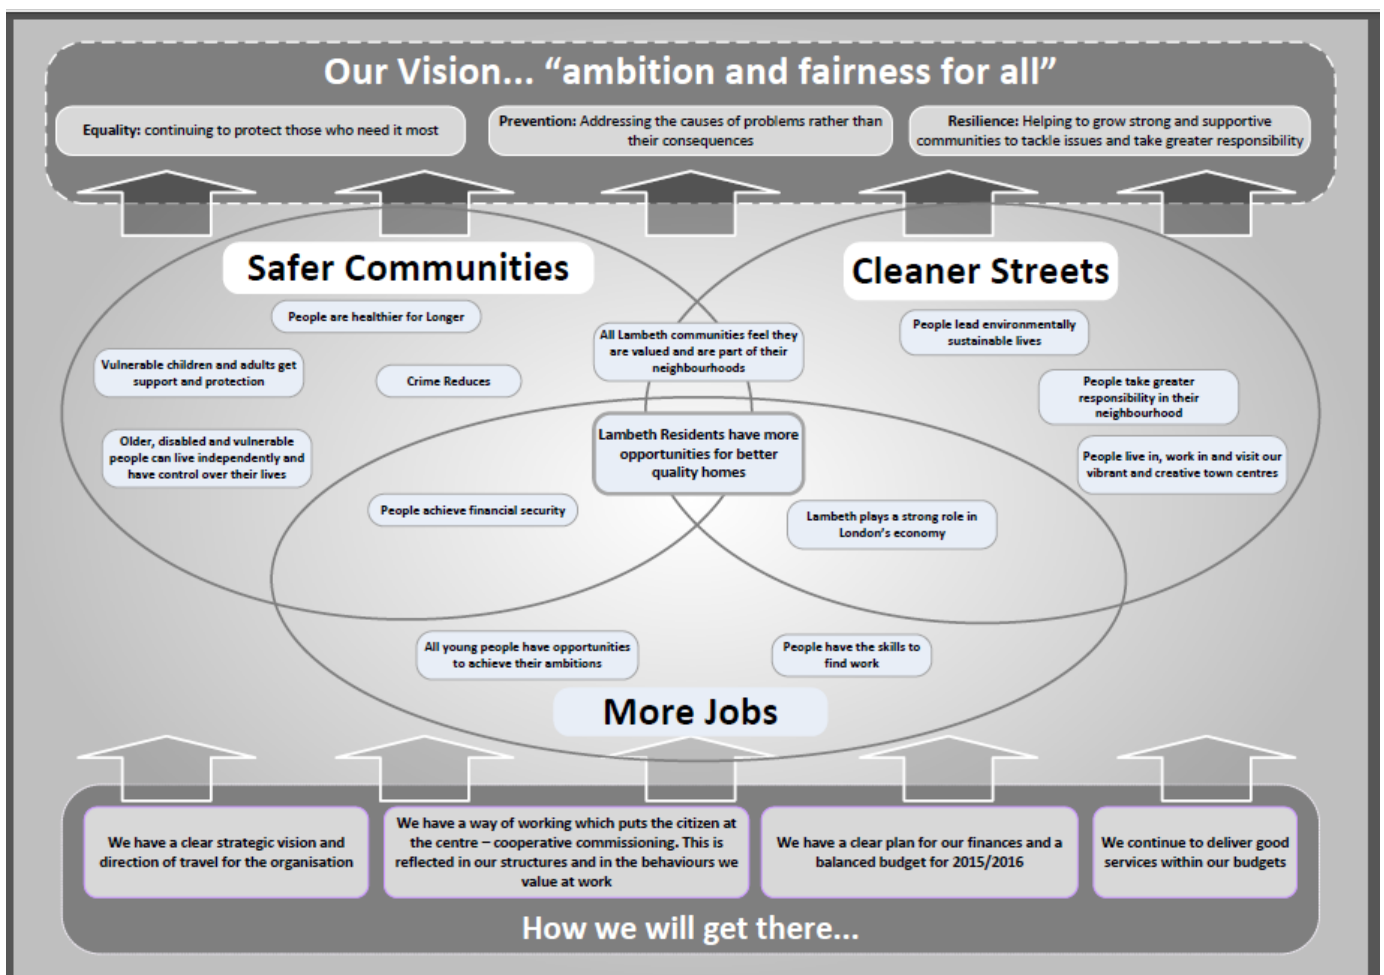 Our Vision... “ambition and fairness for all”
Equality: continuing to protect those who need it most
Prevention: Addressing the causes of problems rather than
their consequences
Resilience: Helping to grow strong and supportive
communities to tackle issues and take greater responsibility
Safer Communities
Cleaner Streets
People are healthier for Longer
Vulnerable children and adults get
support and protection
Crime Reduces
Older, disabled and vulnerable
people can live independently and
have control over their lives
All Lambeth communities feel they
are valued and are part of their
neighbourhoods
People lead environmentally
sustainable lives
People take greater
responsibility in their
neighbourhood
People live in, work in and visit our
vibrant and creative town centres
Lambeth Residents have more
opportunities for better
quality homes
People achieve financial security
Lambeth plays a strong role in
London’s economy
All young people have opportunities
to achieve their ambitions
People have the skills to
find work
More Jobs
We have a clear strategic vision and
direction of travel for the organisation
We have a way of working which puts the citizen at
the centre – cooperative commissioning. This is
reflected in our structures and in the behaviours we
value at work
We have a clear plan for our finances and a
balanced budget for 2015/2016
We continue to deliver good
services within our budgets
How we will get there...